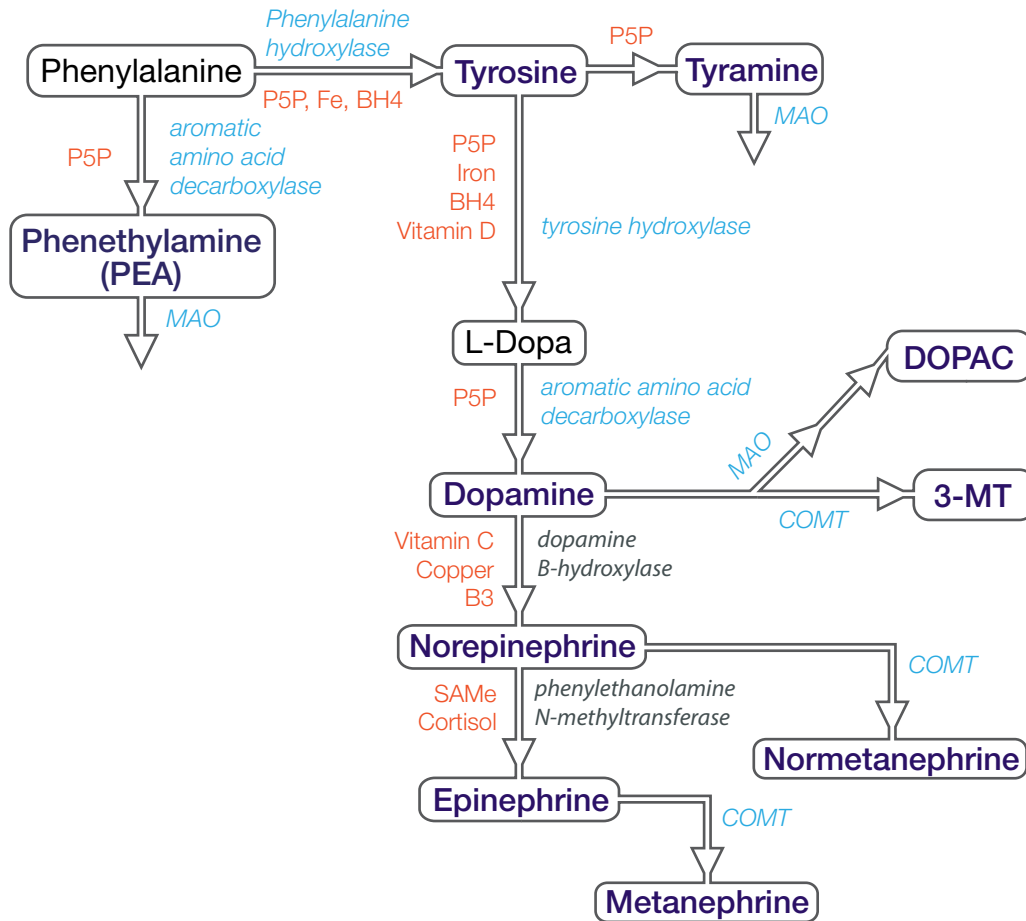 Phenylalanine
hydroxylase
P5P
Phenylalanine
Tyrosine
Tyramine
P5P, Fe, BH4
MAO
aromatic
amino acid
decarboxylase
P5P
P5P
Iron
BH4
Vitamin D
tyrosine hydroxylase
Phenethylamine
(PEA)
MAO
L-Dopa
DOPAC
P5P
aromatic amino acid
decarboxylase
MAO
Dopamine
3-MT
COMT
Vitamin C
Copper
B3
dopamine
B-hydroxylase
Norepinephrine
COMT
SAMe
Cortisol
phenylethanolamine
N-methyltransferase
Normetanephrine
Epinephrine
COMT
Metanephrine